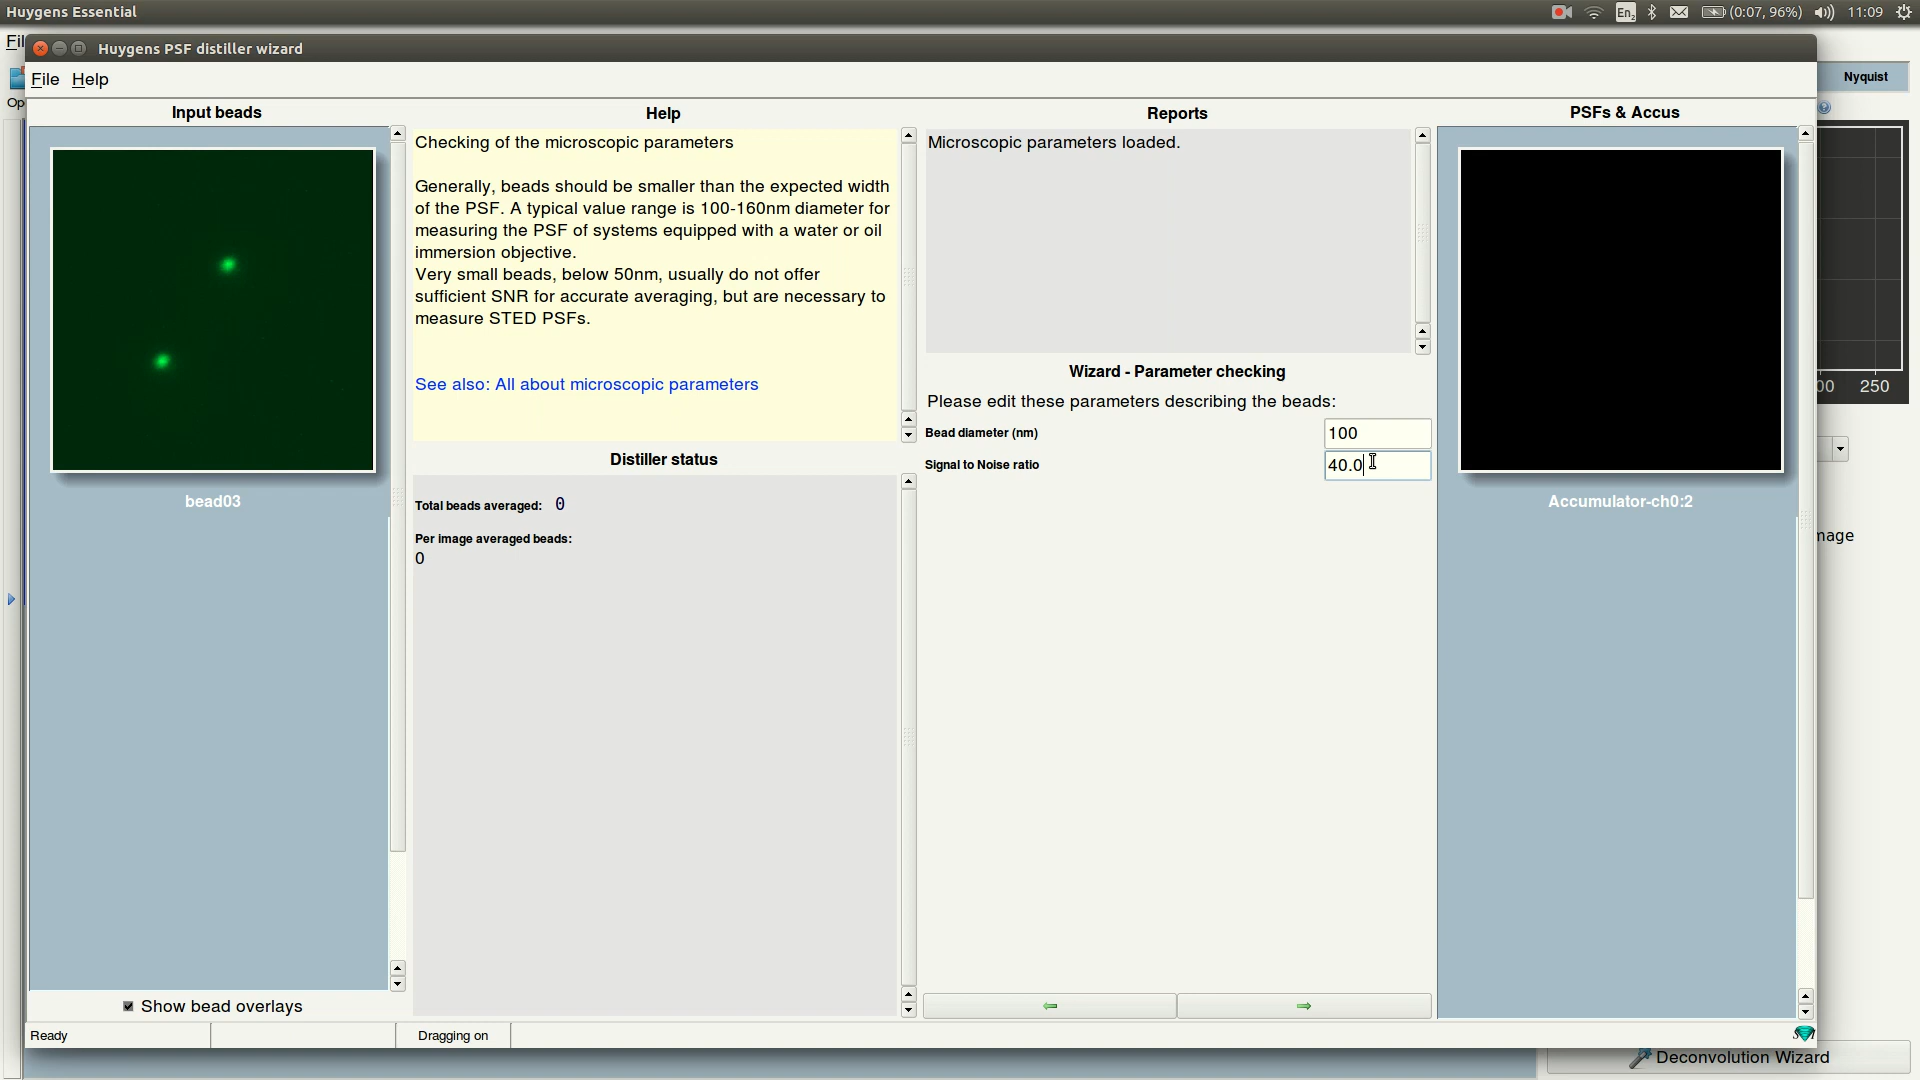 Huygens Essential
En2
(0:07, 96%)
11:09
Fil
Huygens PSF distiller wizard
File Help
Op
Nyquist
Input beads
bead03
Show bead overlays
Help
Checking of the microscopic parameters
Generally, beads should be smaller than the expected width
of the PSF. A typical value range is 100-160nm diameter for
measuring the PSF of systems equipped with a water or oil
immersion objective.
Very small beads, below 50nm, usually do not offer
sufficient SNR for accurate averaging, but are necessary to
measure STED PSFs.
See also: All about microscopic parameters
Distiller status
Total beads averaged: 0
Per image averaged beads:
0
Reports
Microscopic parameters loaded.
Wizard - Parameter checking
Please edit these parameters describing the beads:
Bead diameter (nm) 100
Signal to Noise ratio 40.0
PSFs & Accus
Accumulator-ch0:2
00 250
mage
Ready
Dragging on
Deconvolution Wizard